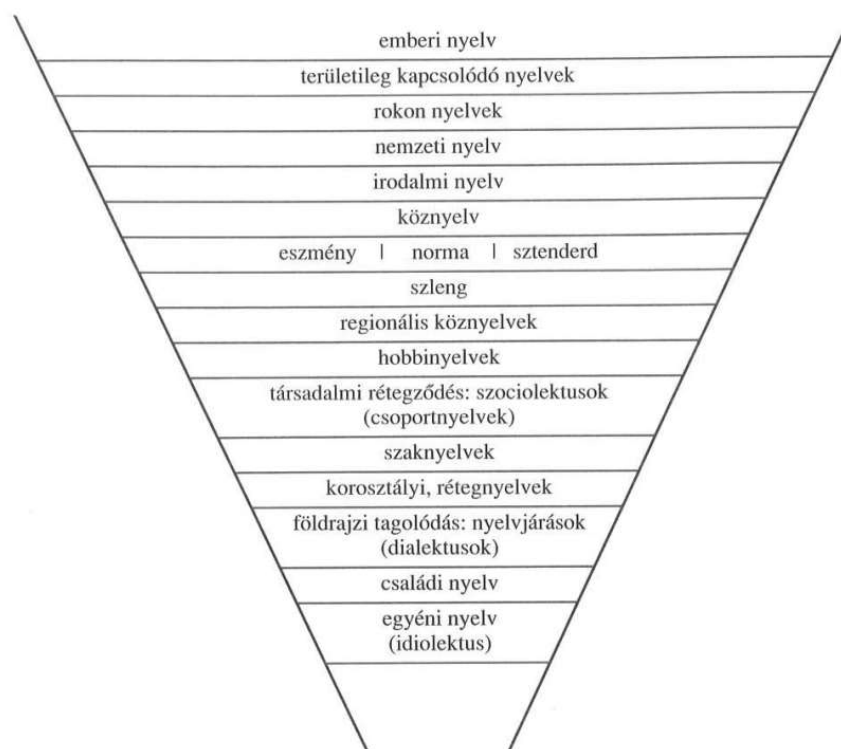 emberi nyelv
területileg kapcsolódó nyelvek
rokon nyelvek
nemzeti nyelv
irodalmi nyelv
köznyelv
eszmény | norma | sztenderd
szleng
regionális köznyelvek
hobbinyelvek
társadalmi rétegződés: szociolektusok
(csoportnyelvek)
szaknyelvek
korosztályi, rétegnyelvek
földrajzi tagolódás: nyelvjárások
(dialektusok)
családi nyelv
egyéni nyelv
(idiolektus)